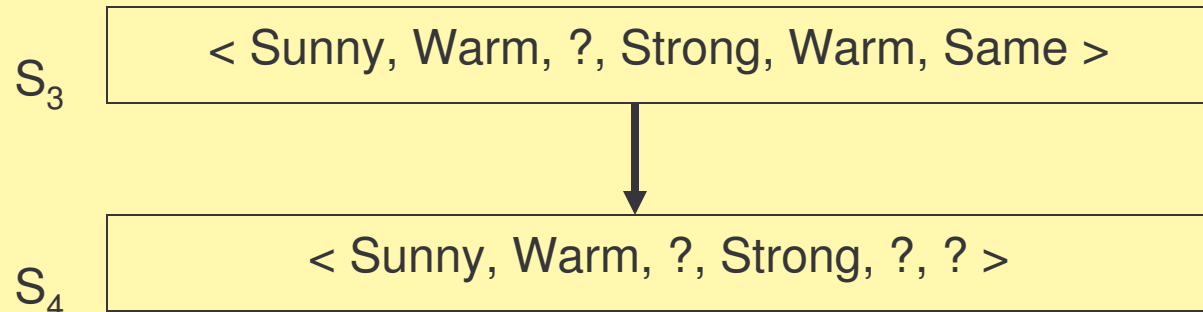 S₃ < Sunny, Warm, ?, Strong, Warm, Same >
S₄ < Sunny, Warm, ?, Strong, ?, ? >